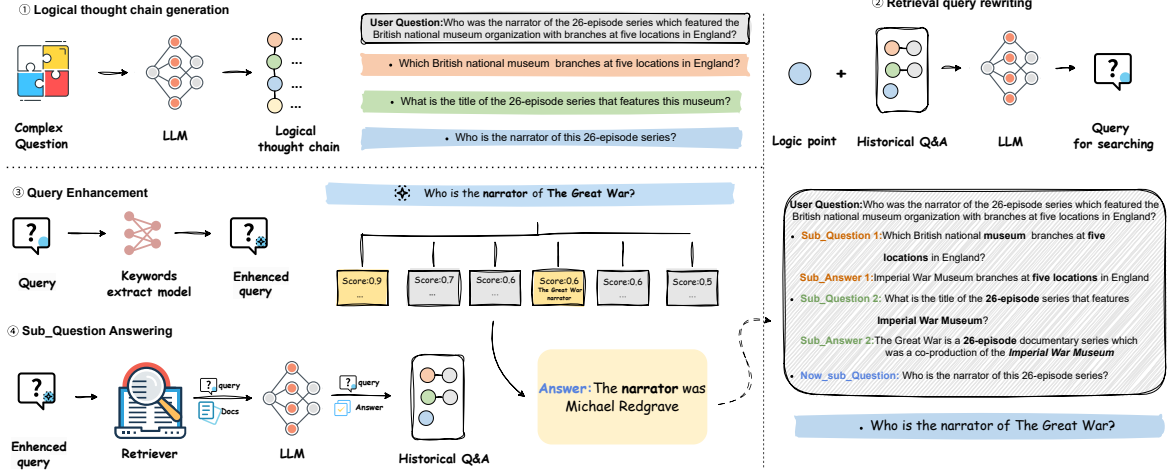 ① Logical thought chain generation
Complex
Question
LLM
...
...
...
...
Logical
thought chain
User Question:Who was the narrator of the 26-episode series which featured the
British national museum organization with branches at five locations in England?
• Which British national museum branches at five locations in England?
• What is the title of the 26-episode series that features this museum?
• Who is the narrator of this 26-episode series?
② Retrieval query rewriting
+
Logic point
Historical Q&A
LLM
?
Query
for searching
③ Query Enhancement
?
Query
Keywords
extract model
?
Enhenced
query
Who is the narrator of The Great War?
Score:0.9
...
Score:0.7
...
Score:0.6
...
Score:0.6
The Great War
narrator
Score:0.6
...
Score:0.5
...
④ Sub_Question Answering
?
Enhenced
query
Retriever
? query
Docs
LLM
? query
Answer
Historical Q&A
Answer: The narrator was
Michael Redgrave
User Question:Who was the narrator of the 26-episode series which featured the
British national museum organization with branches at five locations in England?
• Sub_Question 1:Which British national museum branches at five
locations in England?
Sub_Answer 1:Imperial War Museum branches at five locations in England
• Sub_Question 2: What is the title of the 26-episode series that features
Imperial War Museum?
Sub_Answer 2:The Great War is a 26-episode documentary series which
was a co-production of the Imperial War Museum
• Now_sub_Question: Who is the narrator of this 26-episode series?
• Who is the narrator of The Great War?